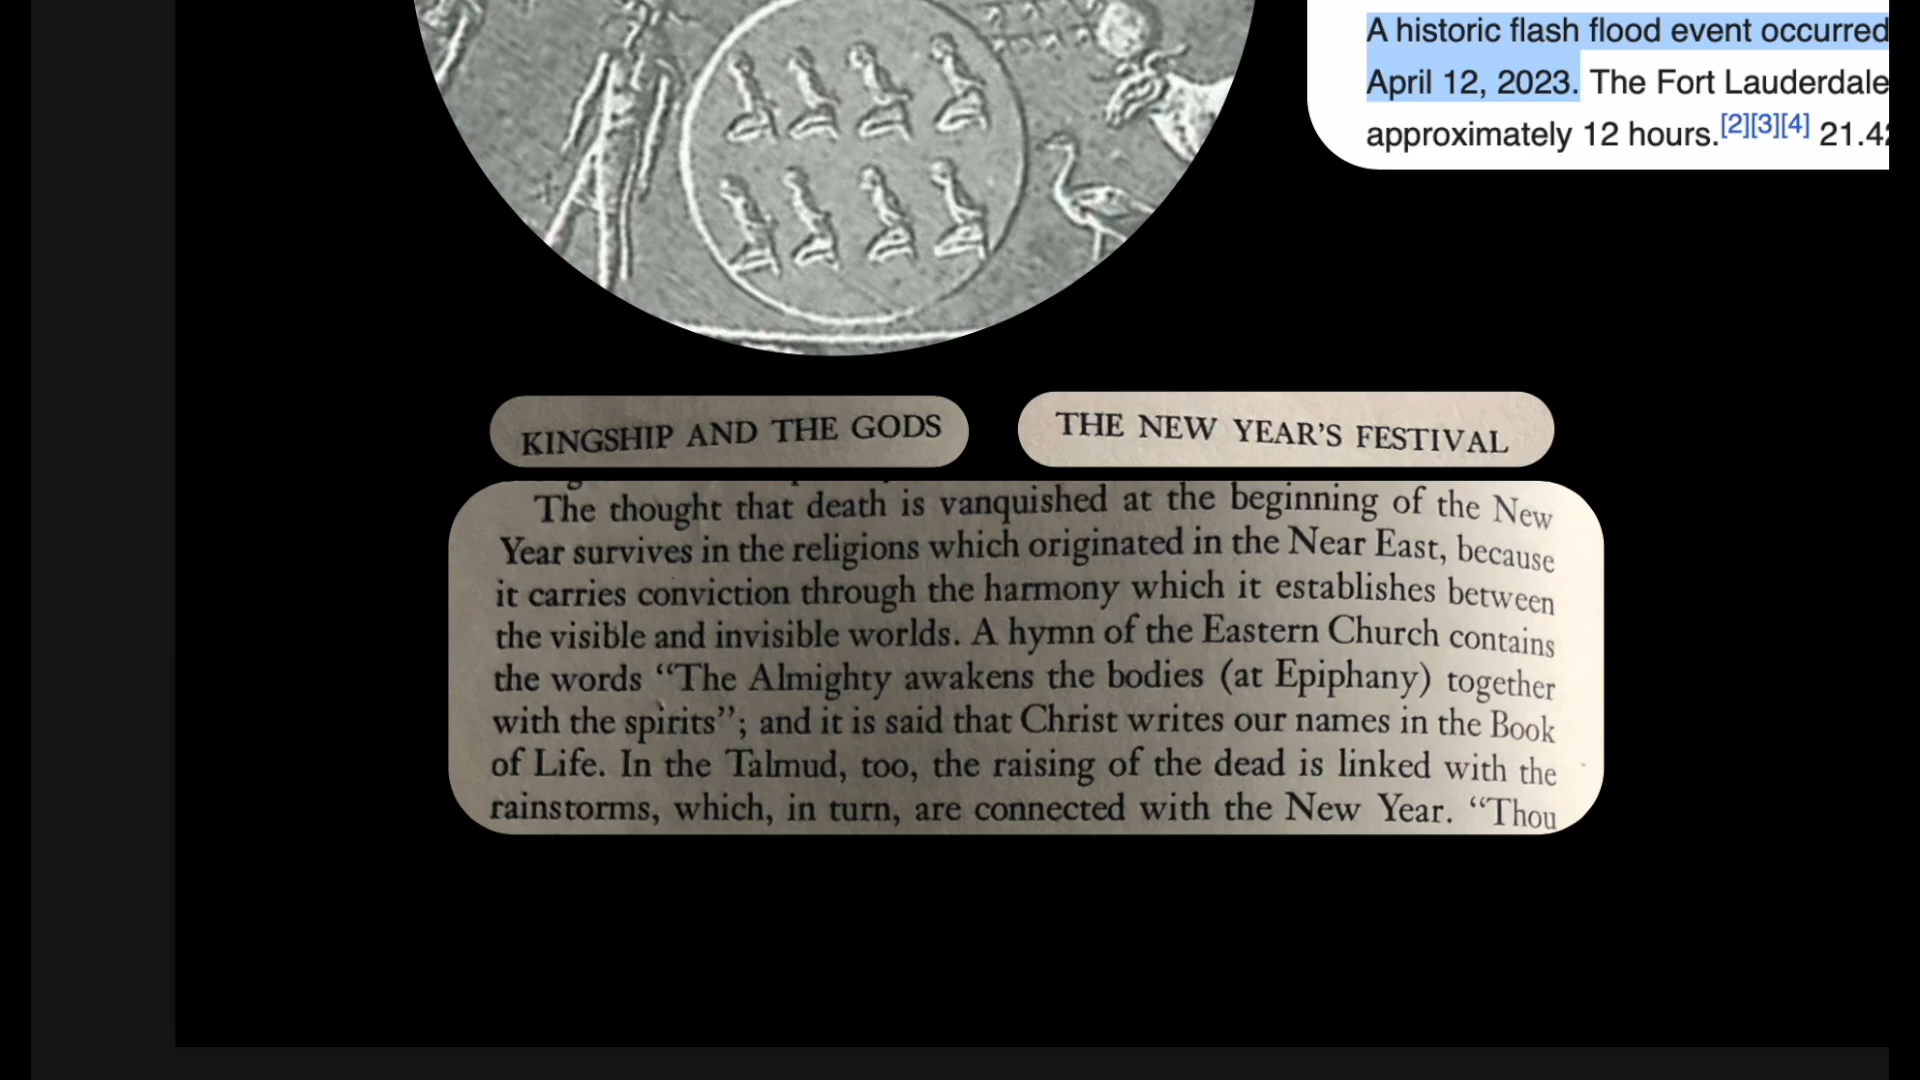 A historic flash flood event occurred
April 12, 2023. The Fort Lauderdale
approximately 12 hours.[2][3][4] 21.42
KINGSHIP AND THE GODS
THE NEW YEAR'S FESTIVAL
The thought that death is vanquished at the beginning of the New
Year survives in the religions which originated in the Near East, because
it carries conviction through the harmony which it establishes between
the visible and invisible worlds. A hymn of the Eastern Church contains
the words “The Almighty awakens the bodies (at Epiphany) together
with the spirits”; and it is said that Christ writes our names in the Book
of Life. In the Talmud, too, the raising of the dead is linked with the
rainstorms, which, in turn, are connected with the New Year. “Thou